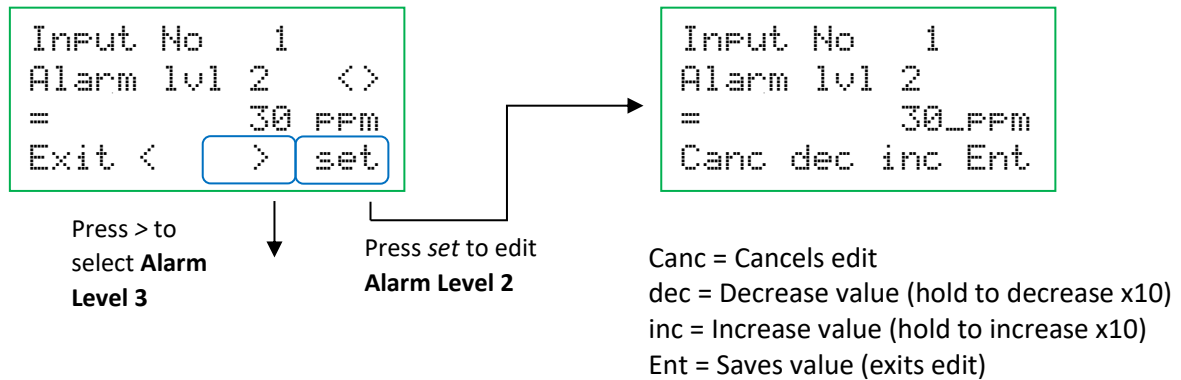 Input No 1
Alarm lvl 2 <>
= 30 ppm
Exit < > set
Press > to
select Alarm
Level 3
Press set to edit
Alarm Level 2
Input No 1
Alarm lvl 2
= 30_ppm
Canc dec inc Ent
Canc = Cancels edit
dec = Decrease value (hold to decrease x10)
inc = Increase value (hold to increase x10)
Ent = Saves value (exits edit)